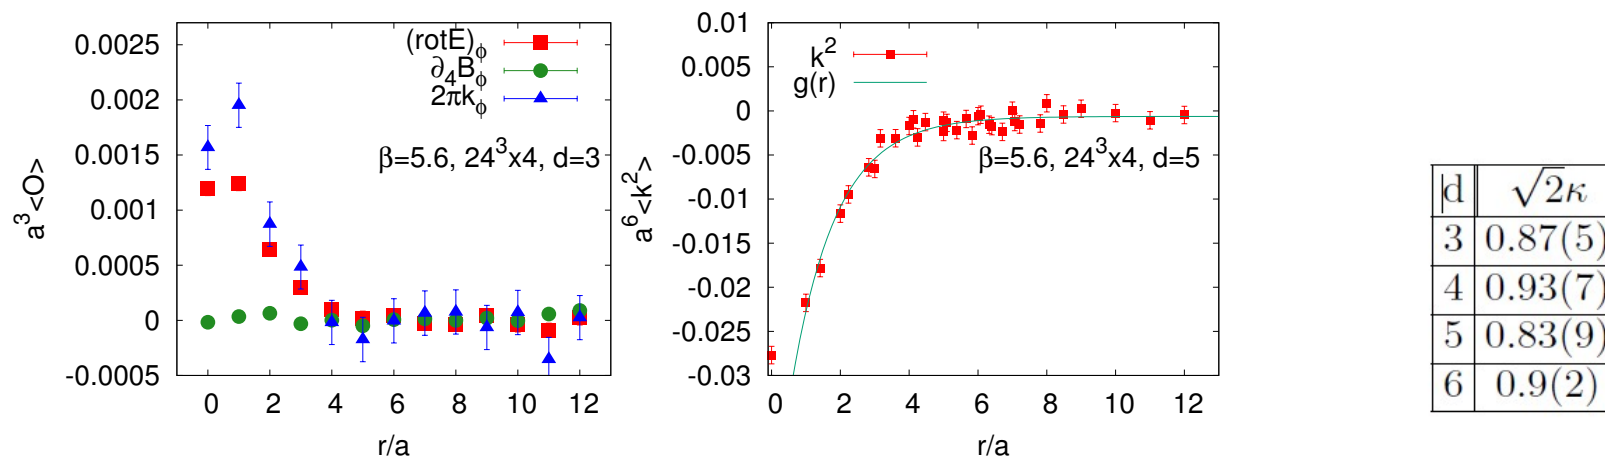 0.0025
0.002
0.0015
0.001
0.0005
0
-0.0005
a³<O>
(rotE)ϕ
∂₄Bϕ
2πkϕ
β=5.6, 24³x4, d=3
0 2 4 6 8 10 12
r/a
0.01
0.005
0
-0.005
-0.01
-0.015
-0.02
-0.025
-0.03
a⁶<k²>
k²
g(r)
β=5.6, 24³x4, d=5
0 2 4 6 8 10 12
r/a
d √2κ
3 0.87(5)
4 0.93(7)
5 0.83(9)
6 0.9(2)